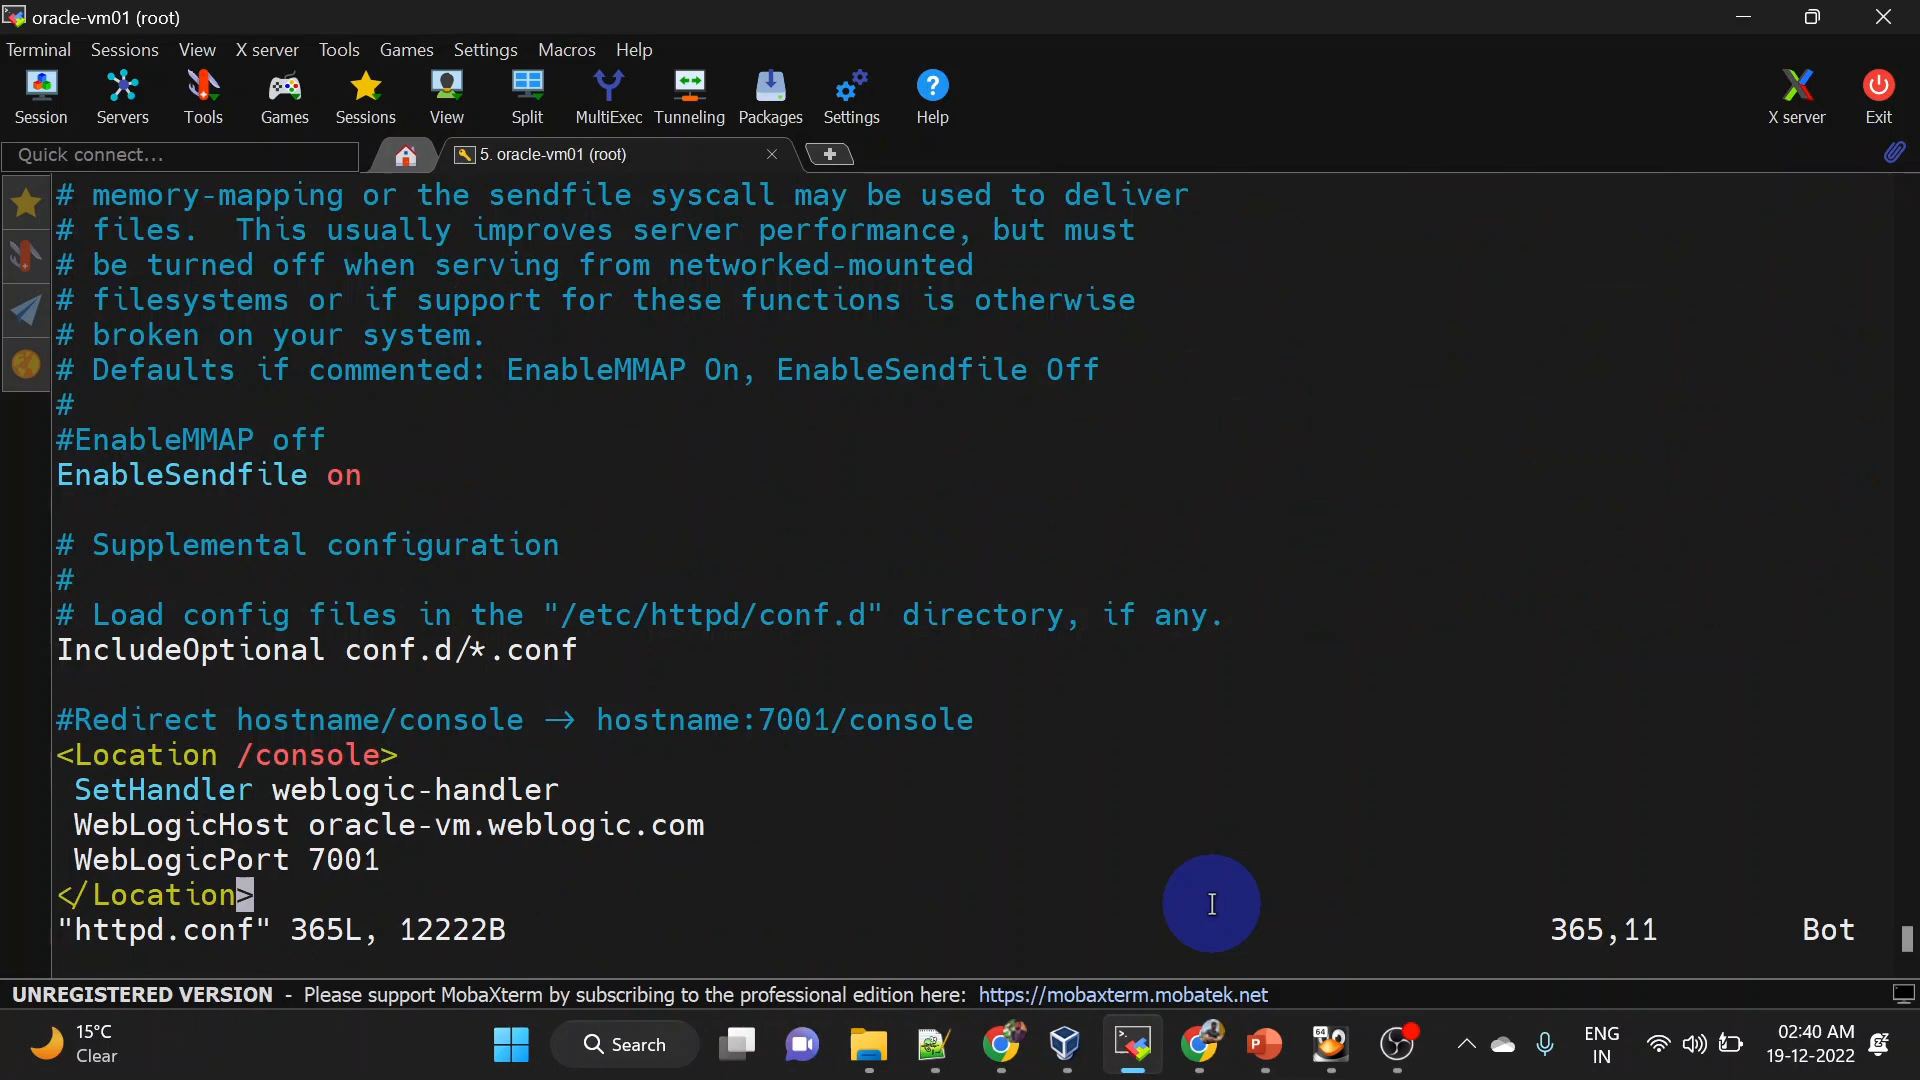 oracle-vm01 (root)
Terminal Sessions View X server Tools Games Settings Macros Help
Session Servers Tools Games Sessions View Split MultiExec Tunneling Packages Settings Help X server Exit
Quick connect...
5. oracle-vm01 (root)
# memory-mapping or the sendfile syscall may be used to deliver
# files.  This usually improves server performance, but must
# be turned off when serving from networked-mounted
# filesystems or if support for these functions is otherwise
# broken on your system.
# Defaults if commented: EnableMMAP On, EnableSendfile Off
#
#EnableMMAP off
EnableSendfile on
# Supplemental configuration
#
# Load config files in the "/etc/httpd/conf.d" directory, if any.
IncludeOptional conf.d/*.conf
#Redirect hostname/console → hostname:7001/console
<Location /console>
SetHandler weblogic-handler
WebLogicHost oracle-vm.weblogic.com
WebLogicPort 7001
</Location>
"httpd.conf" 365L, 12222B 365,11 Bot
UNREGISTERED VERSION - Please support MobaXterm by subscribing to the professional edition here: https://mobaxterm.mobatek.net
15°C
Clear
Search
64
P
ENG
IN
02:40 AM
19-12-2022